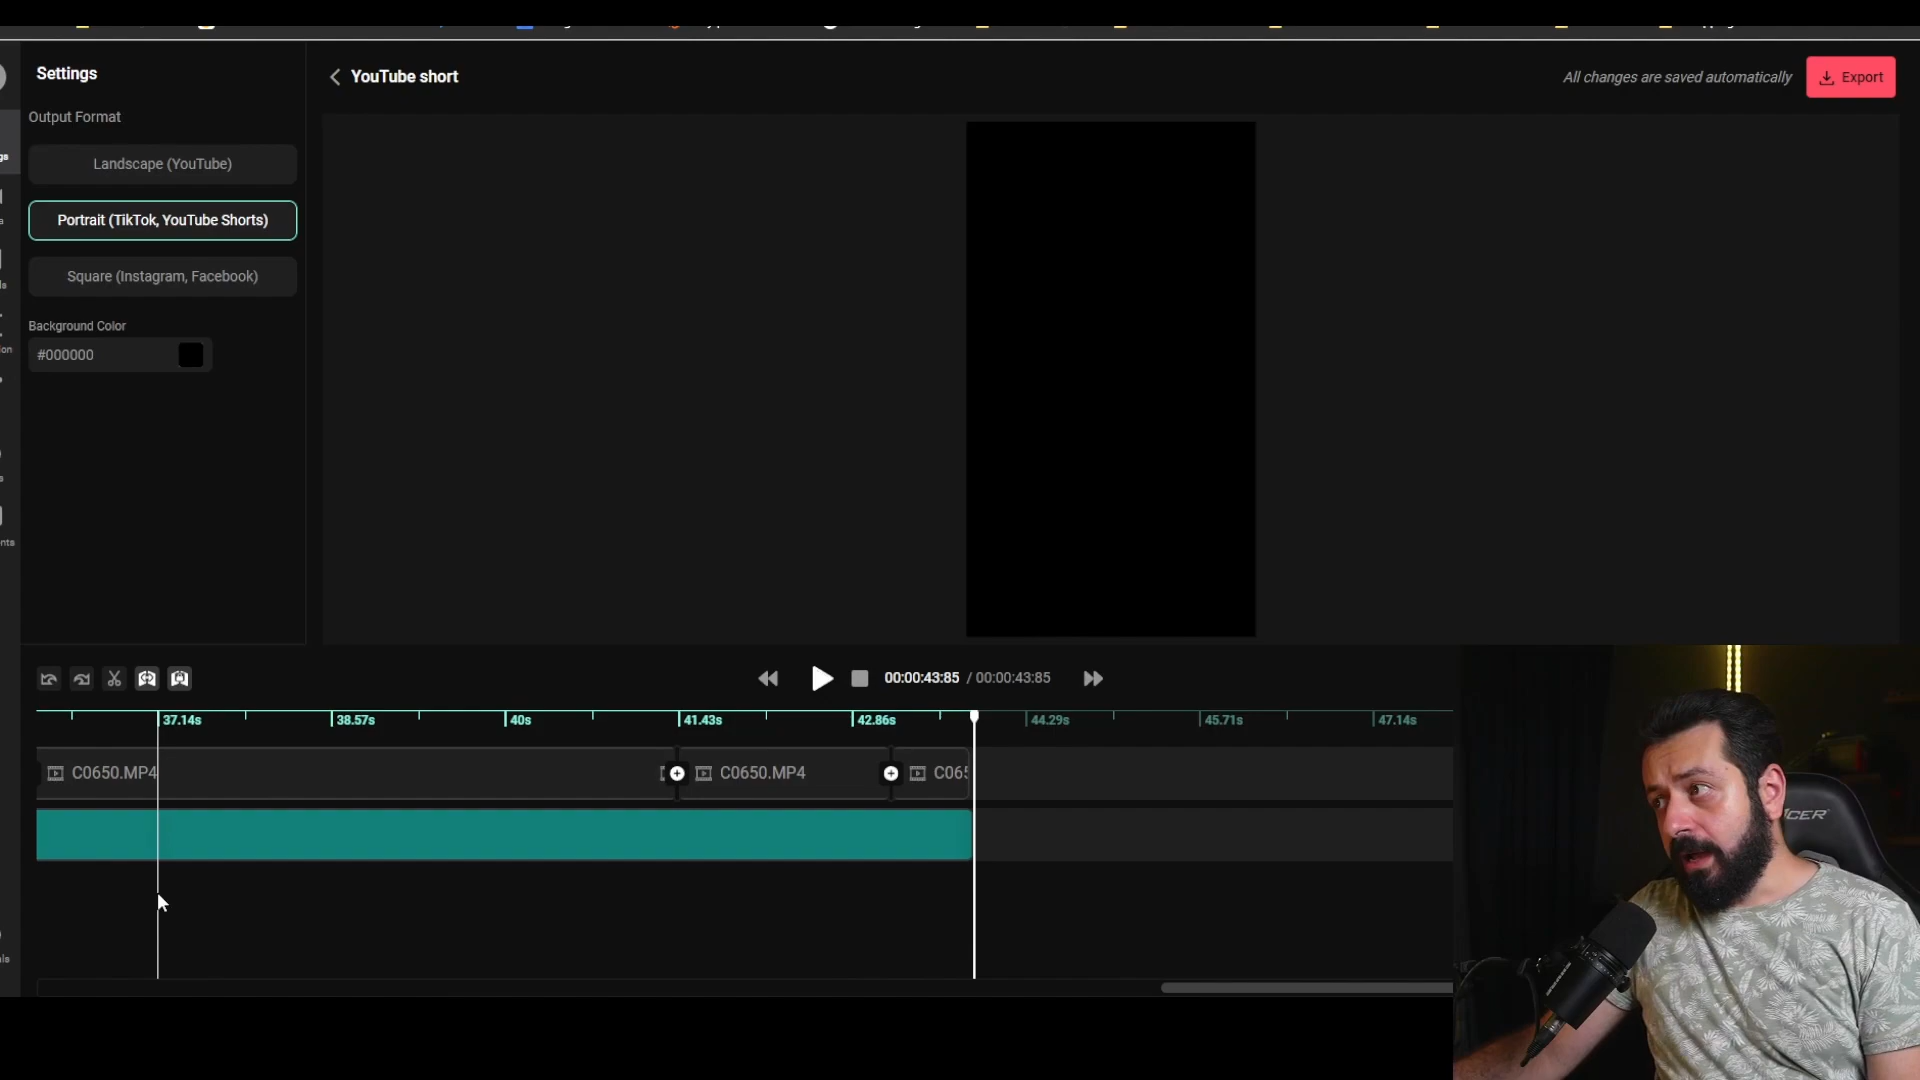 Settings
YouTube short
All changes are saved automatically
Export
Output Format
Landscape (YouTube)
Portrait (TikTok, YouTube Shorts)
Square (Instagram, Facebook)
Background Color
#000000
00:00:43:85 / 00:00:43:85
37.14s 38.57s 40s 41.43s 42.86s 44.29s 45.71s 47.14s
C0650.MP4 C0650.MP4 C065
CER